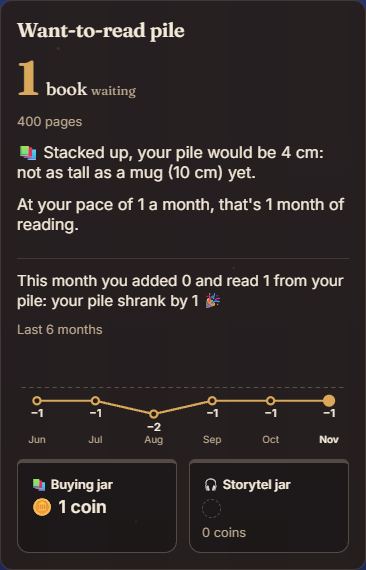 Want-to-read pile
1 book waiting
400 pages
Stacked up, your pile would be 4 cm:
not as tall as a mug (10 cm) yet.
At your pace of 1 a month, that's 1 month of
reading.
This month you added 0 and read 1 from your
pile: your pile shrank by 1
Last 6 months
−1 −1 −2 −1 −1 −1
Jun Jul Aug Sep Oct Nov
Buying jar
1 coin
Storytel jar
0 coins